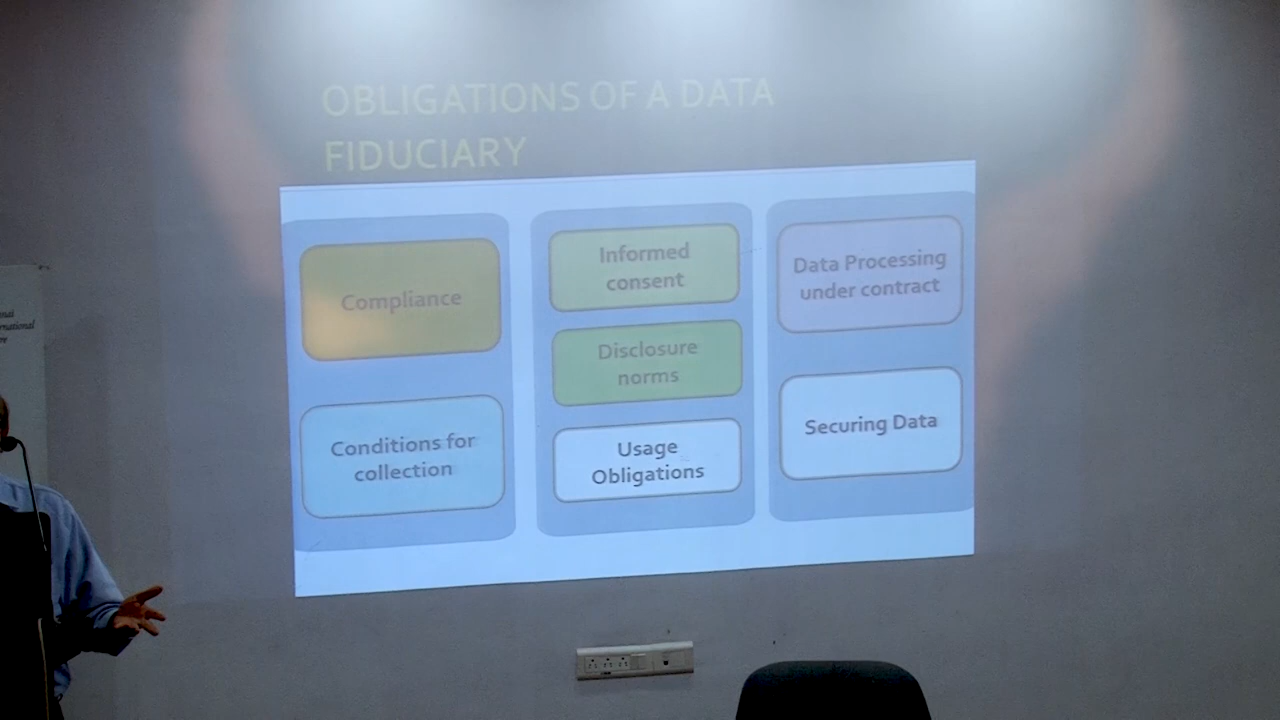 OBLIGATIONS OF A DATA
FIDUCIARY
Compliance
Conditions for
collection
Informed
consent
Disclosure
norms
Usage
Obligations
Data Processing
under contract
Securing Data